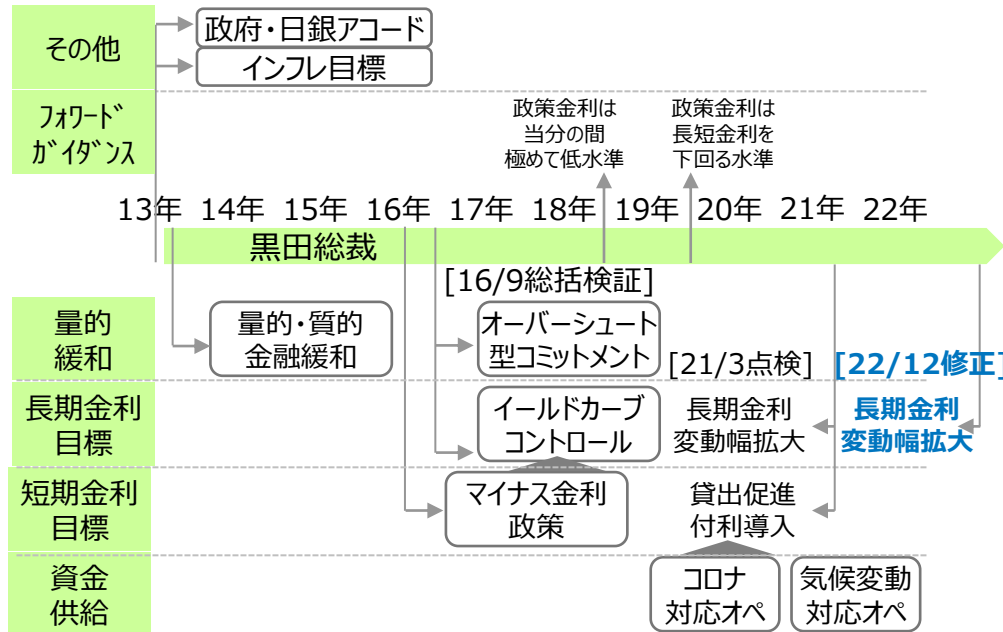 その他
政府・日銀アコード
インフレ目標
フォワード
ガイダンス
政策金利は
当分の間
極めて低水準
政策金利は
長短金利を
下回る水準
13年 14年 15年 16年 17年 18年 19年 20年 21年 22年
黒田総裁
[16/9総括検証]
量的
緩和
量的・質的
金融緩和
オーバーシュート
型コミットメント
[21/3点検]
[22/12修正]
長期金利
目標
イールドカーブ
コントロール
長期金利
変動幅拡大
長期金利
変動幅拡大
短期金利
目標
マイナス金利
政策
貸出促進
付利導入
資金
供給
コロナ
対応オペ
気候変動
対応オペ